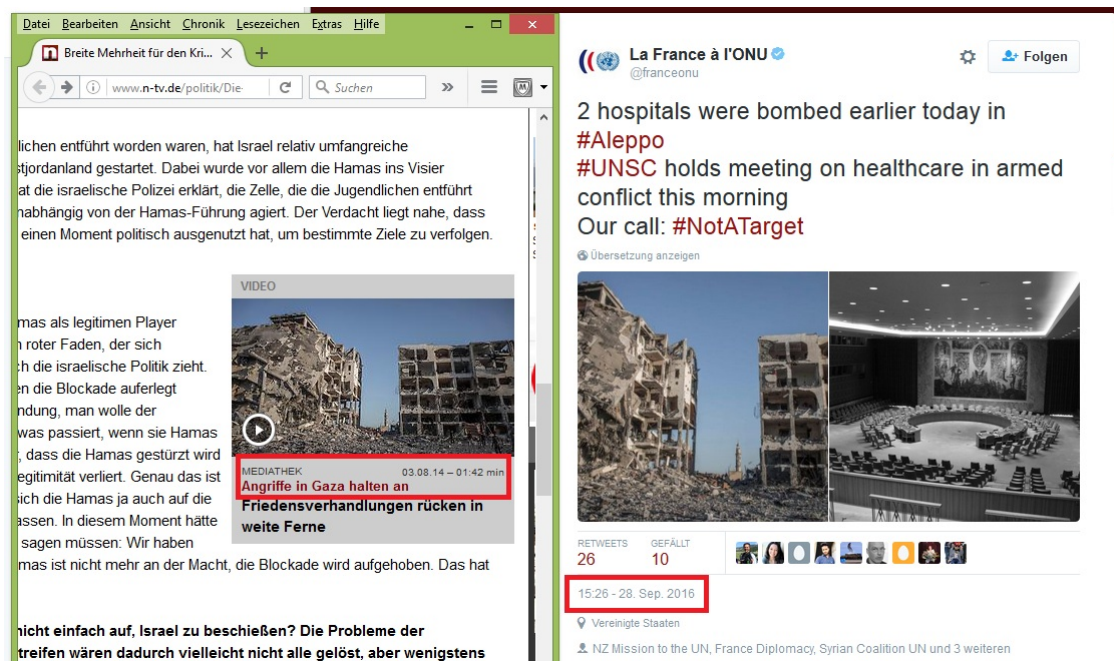 Datei Bearbeiten Ansicht Chronik Lesezeichen Extras Hilfe
Breite Mehrheit für den Kri...
www.n-tv.de/politik/Die-
Suchen
lichen entführt worden waren, hat Israel relativ umfangreiche
stjordanland gestartet. Dabei wurde vor allem die Hamas ins Visier
at die israelische Polizei erklärt, die Zelle, die die Jugendlichen entführt
nabhängig von der Hamas-Führung agiert. Der Verdacht liegt nahe, dass
einen Moment politisch ausgenutzt hat, um bestimmte Ziele zu verfolgen.
mas als legitimen Player
n roter Faden, der sich
ch die israelische Politik zieht.
en die Blockade auferlegt
ndung, man wolle der
was passiert, wenn sie Hamas
, dass die Hamas gestürzt wird
egitimität verliert. Genau das ist
sich die Hamas ja auch auf die
assen. In diesem Moment hätte
sagen müssen: Wir haben
mas ist nicht mehr an der Macht, die Blockade wird aufgehoben. Das hat
VIDEO
MEDIATHEK 03.08.14 – 01:42 min
Angriffe in Gaza halten an
Friedensverhandlungen rücken in
weite Ferne
nicht einfach auf, Israel zu beschießen? Die Probleme der
treifen wären dadurch vielleicht nicht alle gelöst, aber wenigstens
La France à l'ONU
@franceonu
Folgen
2 hospitals were bombed earlier today in
#Aleppo
#UNSC holds meeting on healthcare in armed
conflict this morning
Our call: #NotATarget
Übersetzung anzeigen
RETWEETS GEFÄLLT
26 10
15:26 - 28. Sep. 2016
Vereinigte Staaten
NZ Mission to the UN, France Diplomacy, Syrian Coalition UN und 3 weiteren